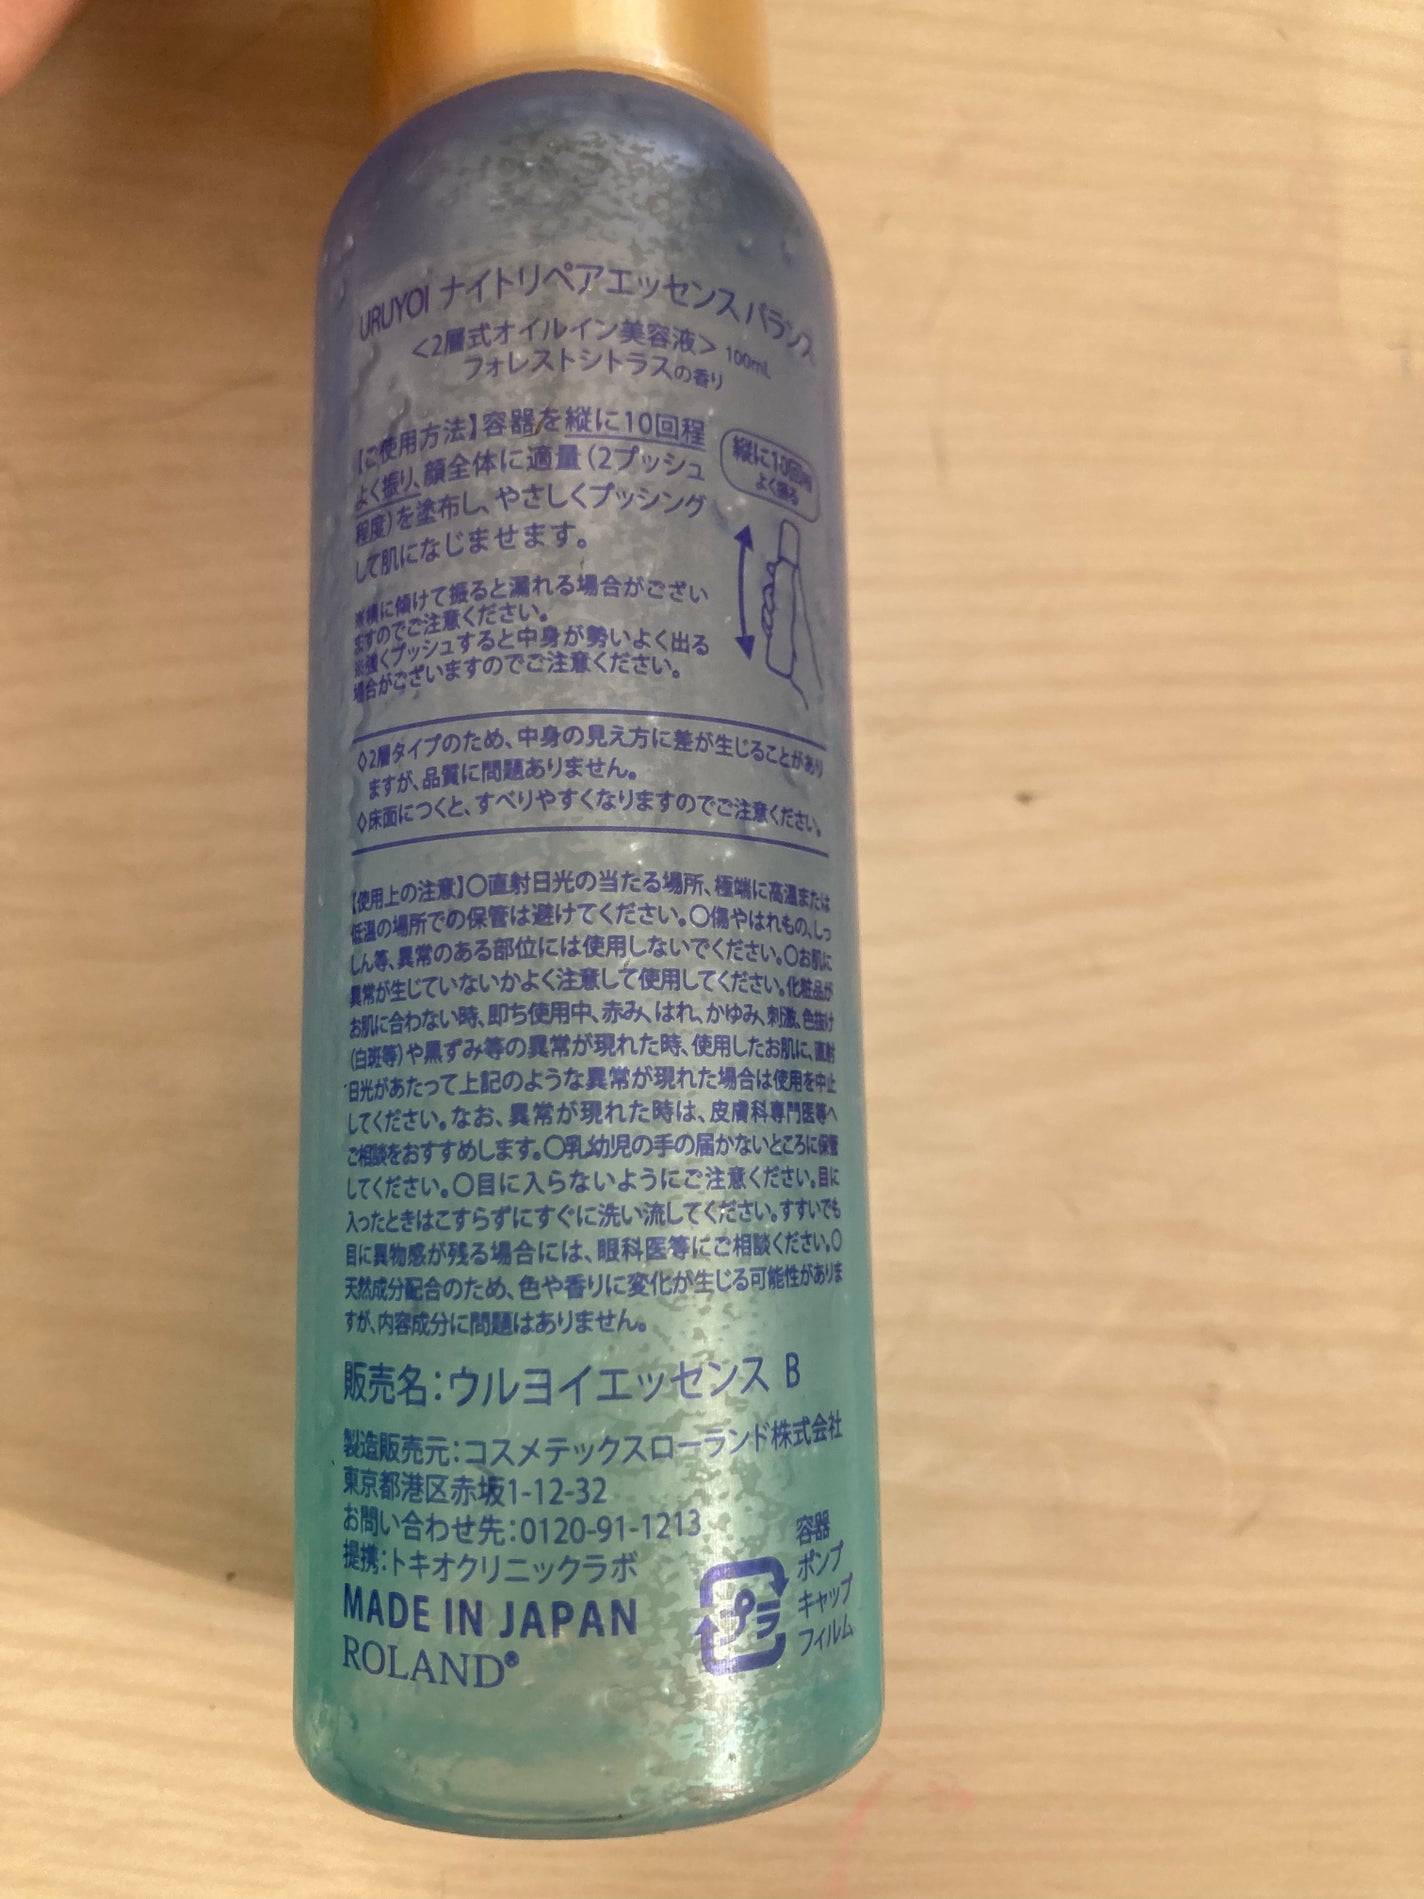 URUYOI ナイトリペアエッセンス バランス
<2層式オイルイン美容液> 100mL
フォレストシトラスの香り
【ご使用方法】容器を縦に10回程
よく振り、顔全体に適量(2プッシュ
程度)を塗布し、やさしくプッシング
して肌になじませます。
縦に10回程
よく振る
※横に傾けて振ると漏れる場合がござい
ますのでご注意ください。
※強くプッシュすると中身が勢いよく出る
場合がございますのでご注意ください。
◇2層タイプのため、中身の見え方に差が生じることがあり
ますが、品質に問題ありません。
◇床面につくと、すべりやすくなりますのでご注意ください。
【使用上の注意】〇直射日光の当たる場所、極端に高温または
低温の場所での保管は避けてください。〇傷やはれもの、しっ
しん等、異常のある部位には使用しないでください。〇お肌に
異常が生じていないかよく注意して使用してください。化粧品が
お肌に合わない時、即ち使用中、赤み、はれ、かゆみ、刺激、色抜け
(白斑等)や黒ずみ等の異常が現れた時、使用したお肌に、直射
日光があたって上記のような異常が現れた場合は使用を中止
してください。なお、異常が現れた時は、皮膚科専門医等へ
ご相談をおすすめします。〇乳幼児の手の届かないところに保管
してください。〇目に入らないようにご注意ください。目に
入ったときはこすらずにすぐに洗い流してください。すすいでも
目に異物感が残る場合には、眼科医等にご相談ください。〇
天然成分配合のため、色や香りに変化が生じる可能性がありま
すが、内容成分に問題はありません。
販売名:ウルヨイエッセンス B
製造販売元:コスメテックスローランド株式会社
東京都港区赤坂1-12-32
お問い合わせ先:0120-91-1213
提携:トキオクリニックラボ
MADE IN JAPAN
ROLAND®
プラ
容器
ポンプ
キャップ
フィルム